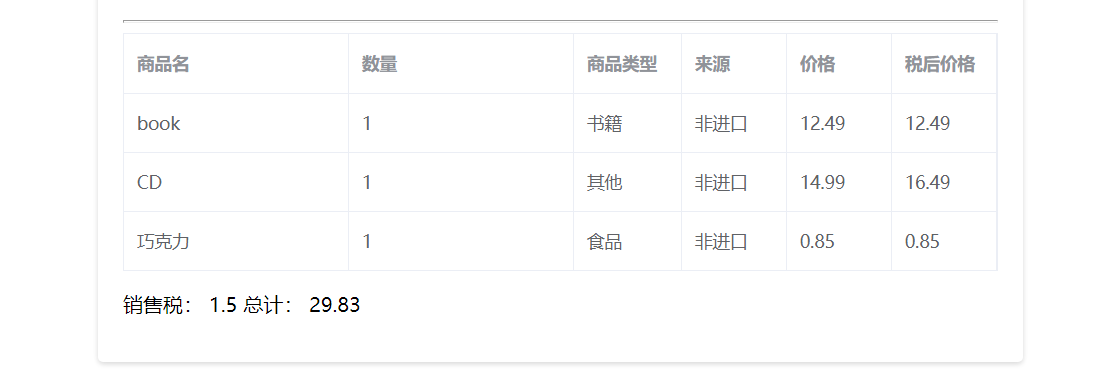 商品名 数量 商品类型 来源 价格 税后价格
book 1 书籍 非进口 12.49 12.49
CD 1 其他 非进口 14.99 16.49
巧克力 1 食品 非进口 0.85 0.85
销售税： 1.5 总计： 29.83